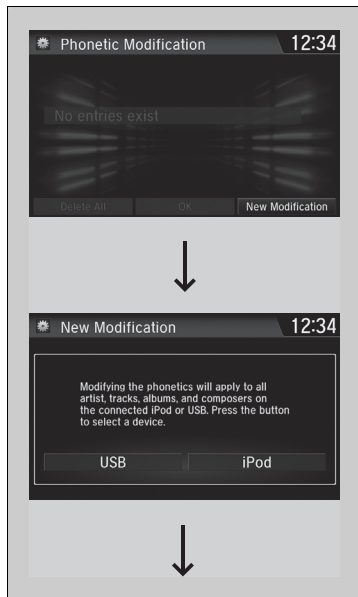 Phonetic Modification 12:34
No entries exist
Delete All OK New Modification
New Modification 12:34
Modifying the phonetics will apply to all
artist, tracks, albums, and composers on
the connected iPod or USB. Press the button
to select a device.
USB iPod